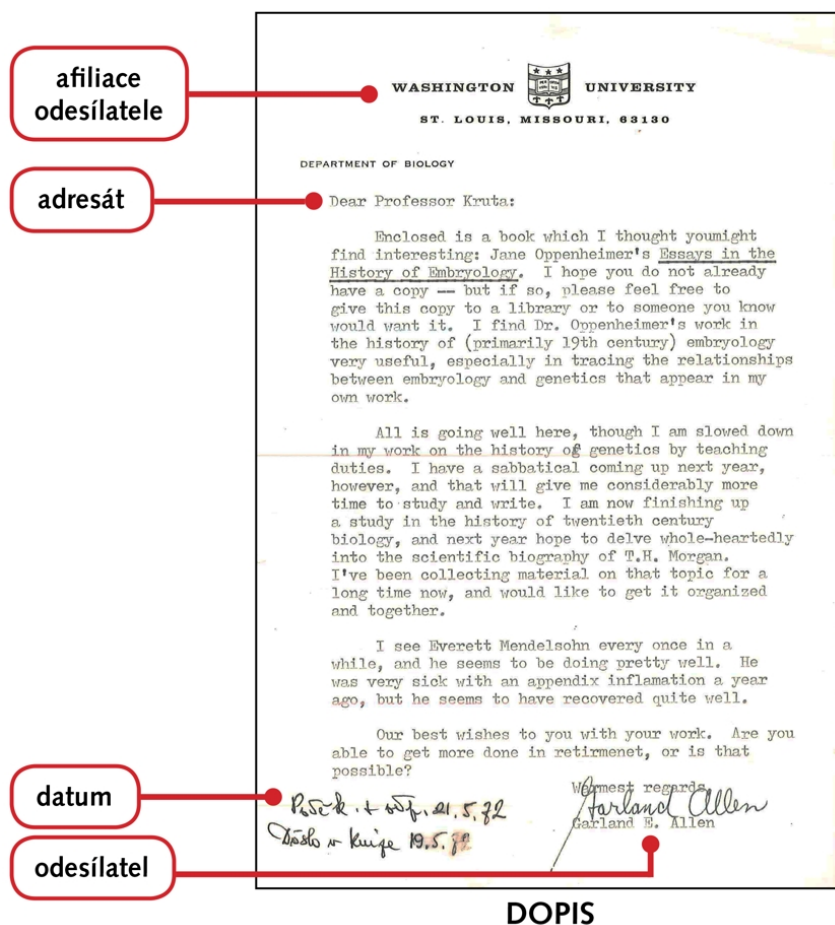 afiliace
odesílatele
WASHINGTON UNIVERSITY
ST. LOUIS, MISSOURI, 63130
DEPARTMENT OF BIOLOGY
adresát
Dear Professor Kruta:
Enclosed is a book which I thought youmight
find interesting: Jane Oppenheimer's Essays in the
History of Embryology. I hope you do not already
have a copy -- but if so, please feel free to
give this copy to a library or to someone you know
would want it. I find Dr. Oppenheimer's work in
the history of (primarily 19th century) embryology
very useful, especially in tracing the relationships
between embryology and genetics that appear in my
own work.
All is going well here, though I am slowed down
in my work on the history of genetics by teaching
duties. I have a sabbatical coming up next year,
however, and that will give me considerably more
time to study and write. I am now finishing up
a study in the history of twentieth century
biology, and next year hope to delve whole-heartedly
into the scientific biography of T.H. Morgan.
I've been collecting material on that topic for a
long time now, and would like to get it organized
and together.
I see Everett Mendelsohn every once in a
while, and he seems to be doing pretty well. He
was very sick with an appendix inflamation a year
ago, but he seems to have recovered quite well.
Our best wishes to you with your work. Are you
able to get more done in retirmenet, or is that
possible?
Warmest regards,
Garland Allen
Garland E. Allen
datum
Poděk. + odp. 21.5.72
Došlo v knize 19.5.72
odesílatel
DOPIS